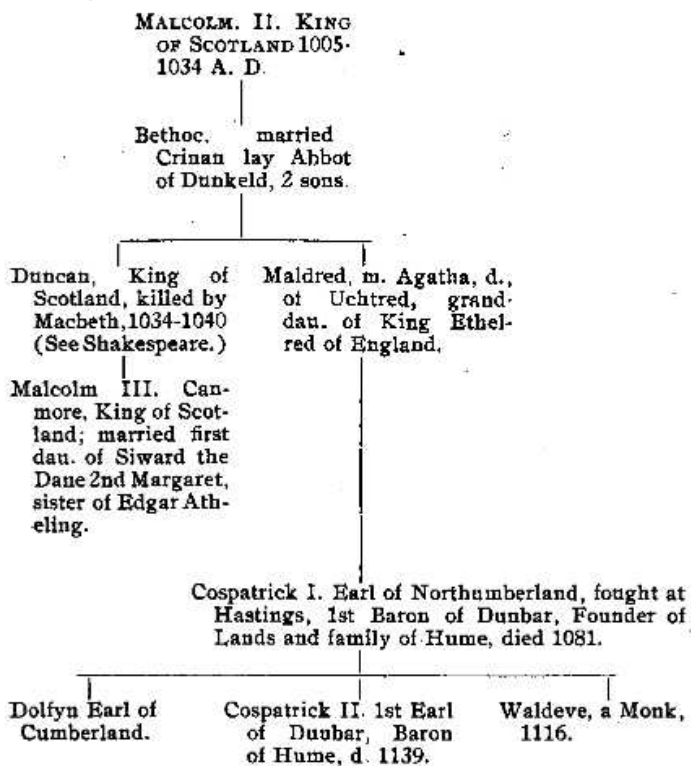 MALCOLM. II. KING
OF SCOTLAND 1005-
1034 A. D.
Bethoc, married
Crinan lay Abbot
of Dunkeld, 2 sons.
Duncan, King of
Scotland, killed by
Macbeth, 1034-1040
(See Shakespeare.)
Maldred, m. Agatha, d.,
of Uchtred, grand-
dau. of King Ethel-
red of England,
Malcolm III. Can-
more, King of Scot-
land; married first
dau. of Siward the
Dane 2nd Margaret,
sister of Edgar Ath-
eling.
Cospatrick I. Earl of Northumberland, fought at
Hastings, 1st Baron of Dunbar, Founder of
Lands and family of Hume, died 1081.
Dolfyn Earl of
Cumberland.
Cospatrick II. 1st Earl
of Dunbar, Baron
of Hume, d. 1139.
Waldeve, a Monk,
1116.